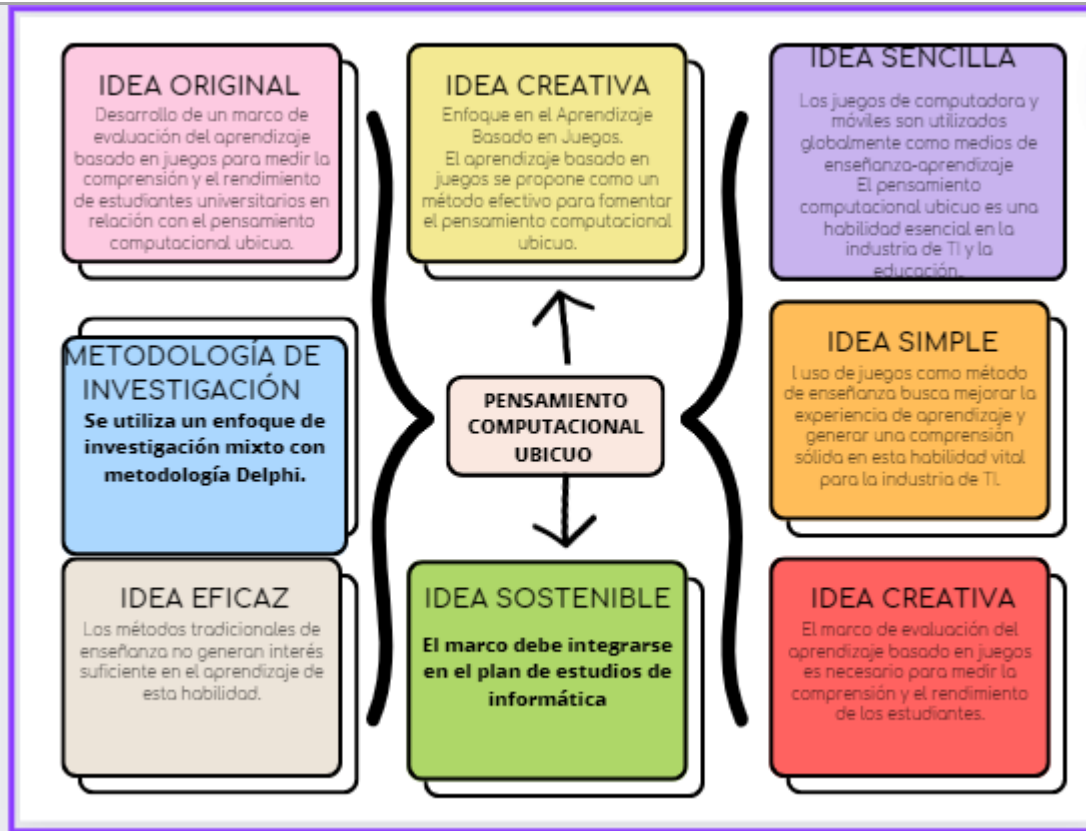 IDEA ORIGINAL
Desarrollo de un marco de
evaluación del aprendizaje
basado en juegos para medir la
comprensión y el rendimiento
de estudiantes universitarios en
relación con el pensamiento
computacional ubicuo.
IDEA CREATIVA
Enfoque en el Aprendizaje
Basado en Juegos.
El aprendizaje basado en
juegos se propone como un
método efectivo para fomentar
el pensamiento computacional
ubicuo.
IDEA SENCILLA
Los juegos de computadora y
móviles son utilizados
globalmente como medios de
enseñanza-aprendizaje
El pensamiento
computacional ubicuo es una
habilidad esencial en la
industria de TI y la
educación.
METODOLOGÍA DE
INVESTIGACIÓN
Se utiliza un enfoque de
investigación mixto con
metodología Delphi.
PENSAMIENTO
COMPUTACIONAL
UBICUO
IDEA SIMPLE
l uso de juegos como método
de enseñanza busca mejorar la
experiencia de aprendizaje y
generar una comprensión
sólida en esta habilidad vital
para la industria de TI.
IDEA EFICAZ
Los métodos tradicionales de
enseñanza no generan interés
suficiente en el aprendizaje de
esta habilidad.
IDEA SOSTENIBLE
El marco debe integrarse
en el plan de estudios de
informática
IDEA CREATIVA
El marco de evaluación del
aprendizaje basado en juegos
es necesario para medir la
comprensión y el rendimiento
de los estudiantes.